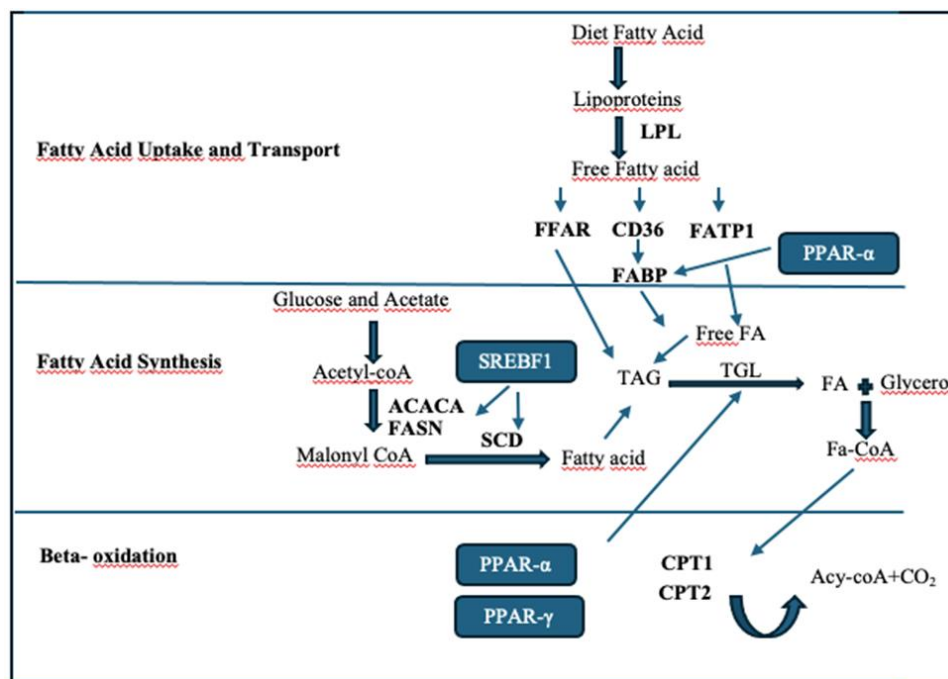 Diet Fatty Acid
Lipoproteins
LPL
Fatty Acid Uptake and Transport
Free Fatty acid
FFAR CD36 FATP1
PPAR-α
FABP
Glucose and Acetate
Free FA
Fatty Acid Synthesis
SREBF1
Acetyl-coA
TAG
TGL
FA
Glycero
ACACA
FASN
SCD
Malonyl CoA
Fatty acid
Fa-CoA
Beta- oxidation
PPAR-α
PPAR-γ
CPT1
CPT2
Acy-coA+CO₂